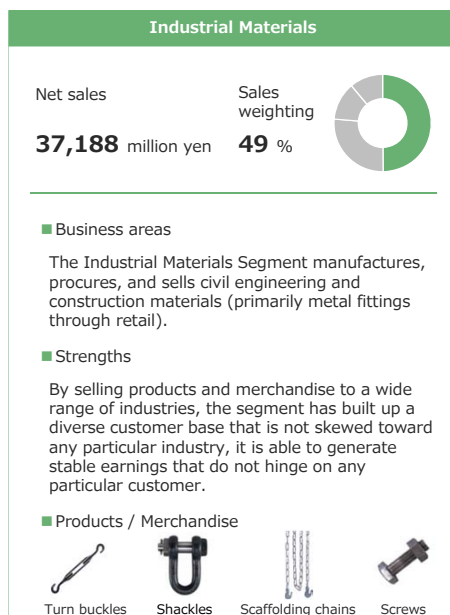 Industrial Materials
Net sales
37,188 million yen
Sales
weighting
49 %
Business areas
The Industrial Materials Segment manufactures,
procures, and sells civil engineering and
construction materials (primarily metal fittings
through retail).
Strengths
By selling products and merchandise to a wide
range of industries, the segment has built up a
diverse customer base that is not skewed toward
any particular industry, it is able to generate
stable earnings that do not hinge on any
particular customer.
Products / Merchandise
Turn buckles
Shackles
Scaffolding chains
Screws